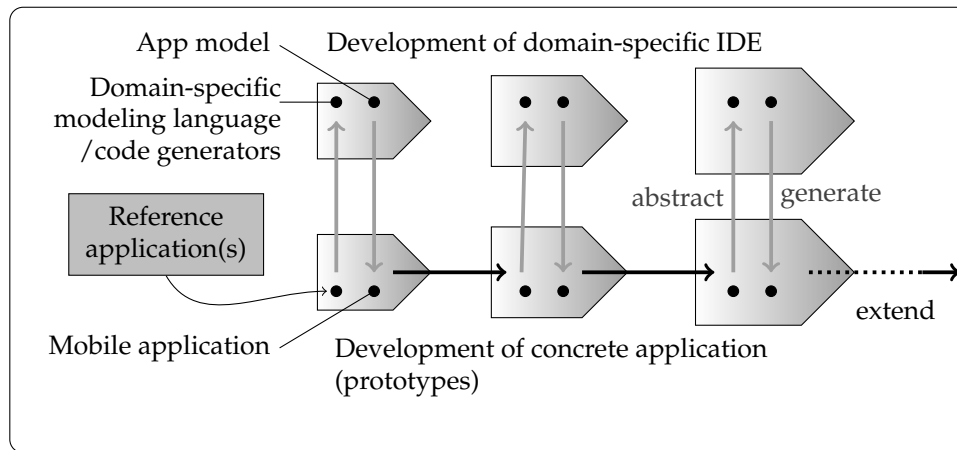 App model
Development of domain-specific IDE
Domain-specific
modeling language
/code generators
abstract
generate
Reference
application(s)
extend
Mobile application
Development of concrete application
(prototypes)